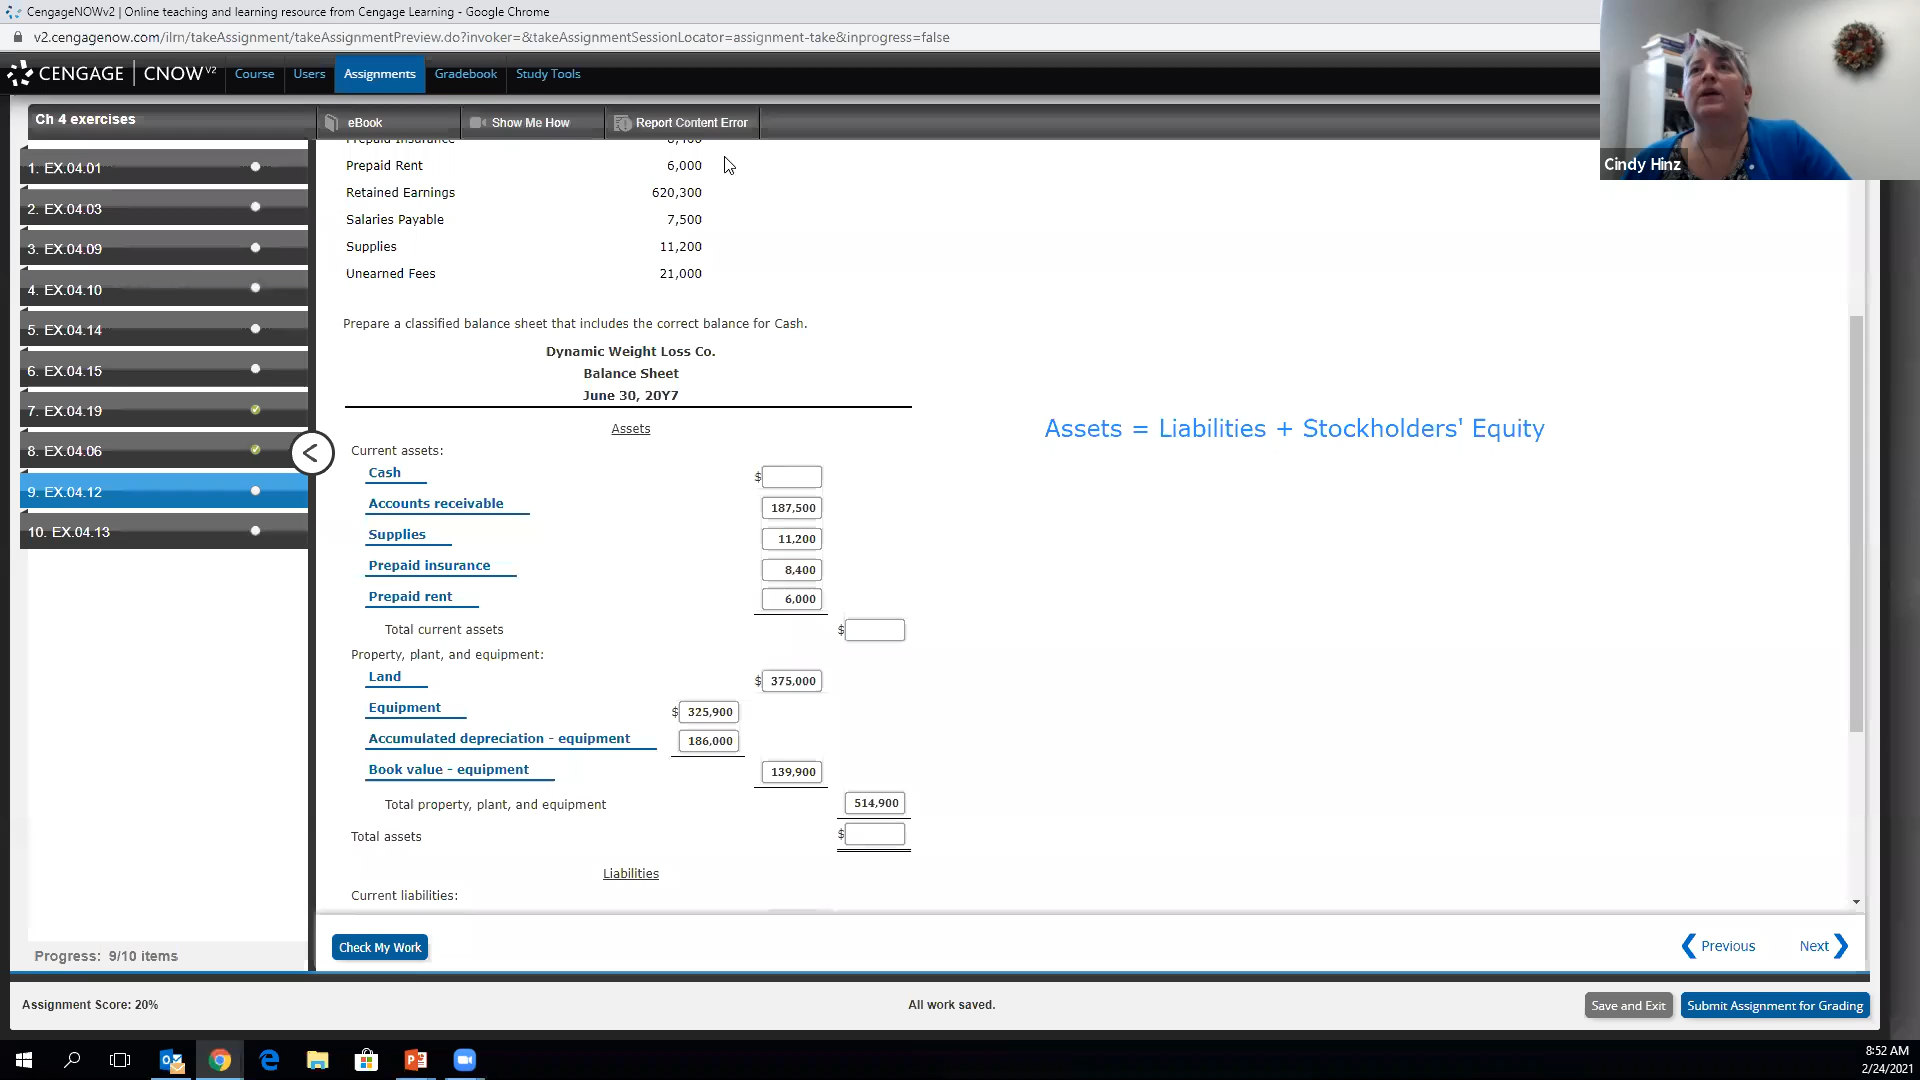 CengageNOWv2 | Online teaching and learning resource from Cengage Learning - Google Chrome
v2.cengagenow.com/ilrn/takeAssignment/takeAssignmentPreview.do?invoker=&takeAssignmentSessionLocator=assignment-take&inprogress=false
CENGAGE | CNOWv2 Course Users Assignments Gradebook Study Tools
Cindy Hinz
Ch 4 exercises
eBook Show Me How Report Content Error
1. EX.04.01
2. EX.04.03
3. EX.04.09
4. EX.04.10
5. EX.04.14
6. EX.04.15
7. EX.04.19
8. EX.04.06
9. EX.04.12
10. EX.04.13
Progress: 9/10 items
Prepaid Insurance 8,400
Prepaid Rent 6,000
Retained Earnings 620,300
Salaries Payable 7,500
Supplies 11,200
Unearned Fees 21,000
Prepare a classified balance sheet that includes the correct balance for Cash.
Dynamic Weight Loss Co.
Balance Sheet
June 30, 20Y7
Assets
Current assets:
Cash $
Accounts receivable 187,500
Supplies 11,200
Prepaid insurance 8,400
Prepaid rent 6,000
Total current assets $
Property, plant, and equipment:
Land $ 375,000
Equipment $ 325,900
Accumulated depreciation - equipment 186,000
Book value - equipment 139,900
Total property, plant, and equipment 514,900
Total assets $
Liabilities
Current liabilities:
Assets = Liabilities + Stockholders' Equity
Check My Work Previous Next
Assignment Score: 20% All work saved. Save and Exit Submit Assignment for Grading
8:52 AM
2/24/2021